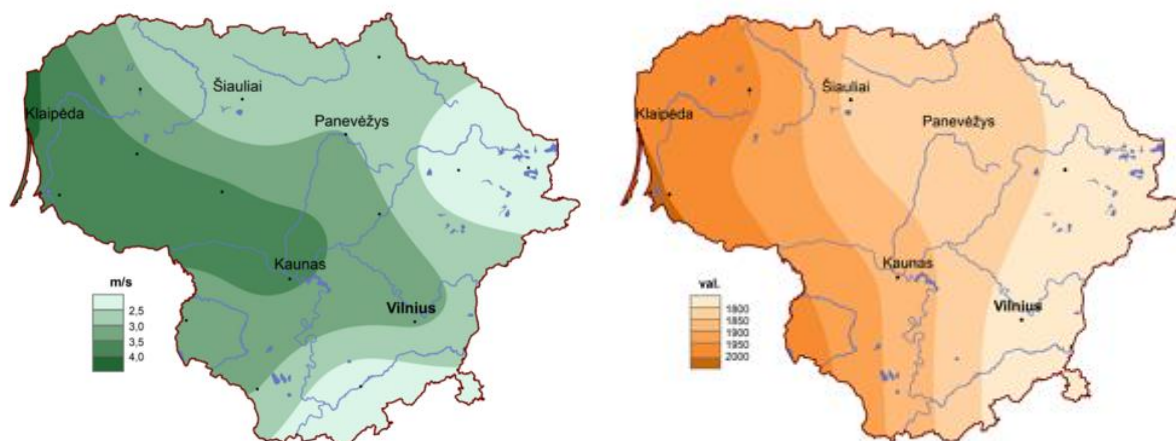 Šiauliai
Klaipėda
Panevėžys
Kaunas
m/s
2,5
3,0
3,5
4,0
Vilnius
Šiauliai
Klaipėda
Panevėžys
Kaunas
val.
1800
1850
1900
1950
2000
Vilnius